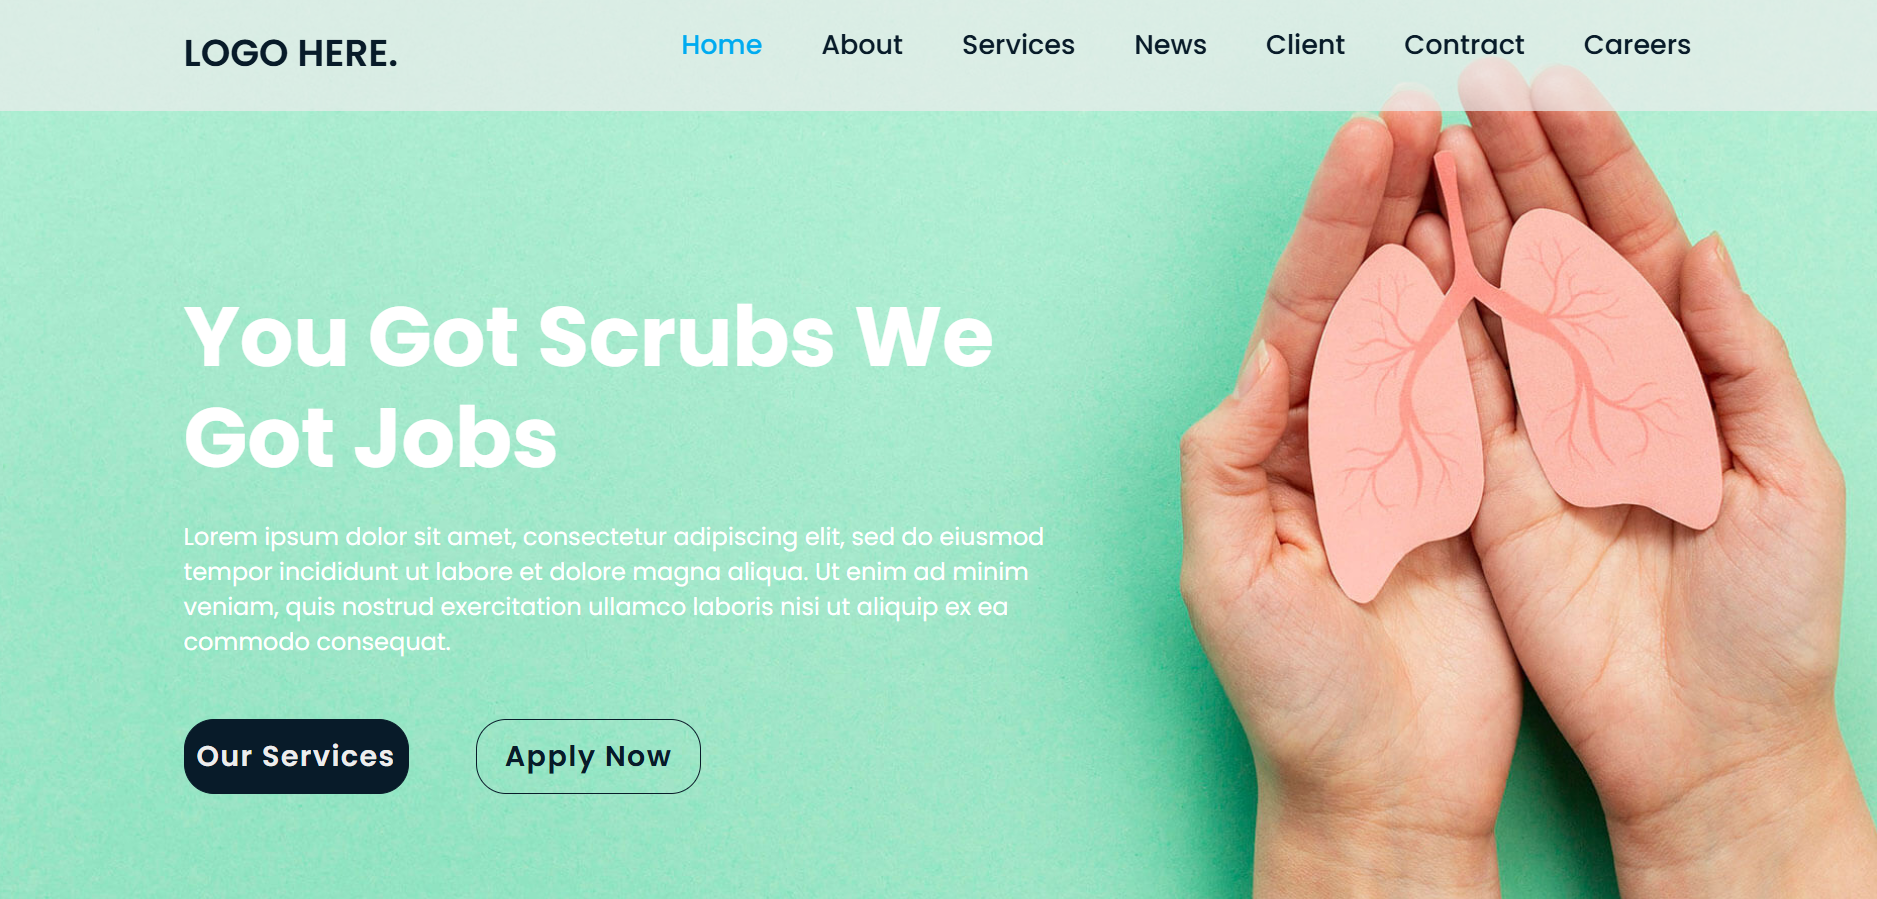 LOGO HERE.
Home About Services News Client Contract Careers
You Got Scrubs We
Got Jobs
Lorem ipsum dolor sit amet, consectetur adipiscing elit, sed do eiusmod
tempor incididunt ut labore et dolore magna aliqua. Ut enim ad minim
veniam, quis nostrud exercitation ullamco laboris nisi ut aliquip ex ea
commodo consequat.
Our Services
Apply Now